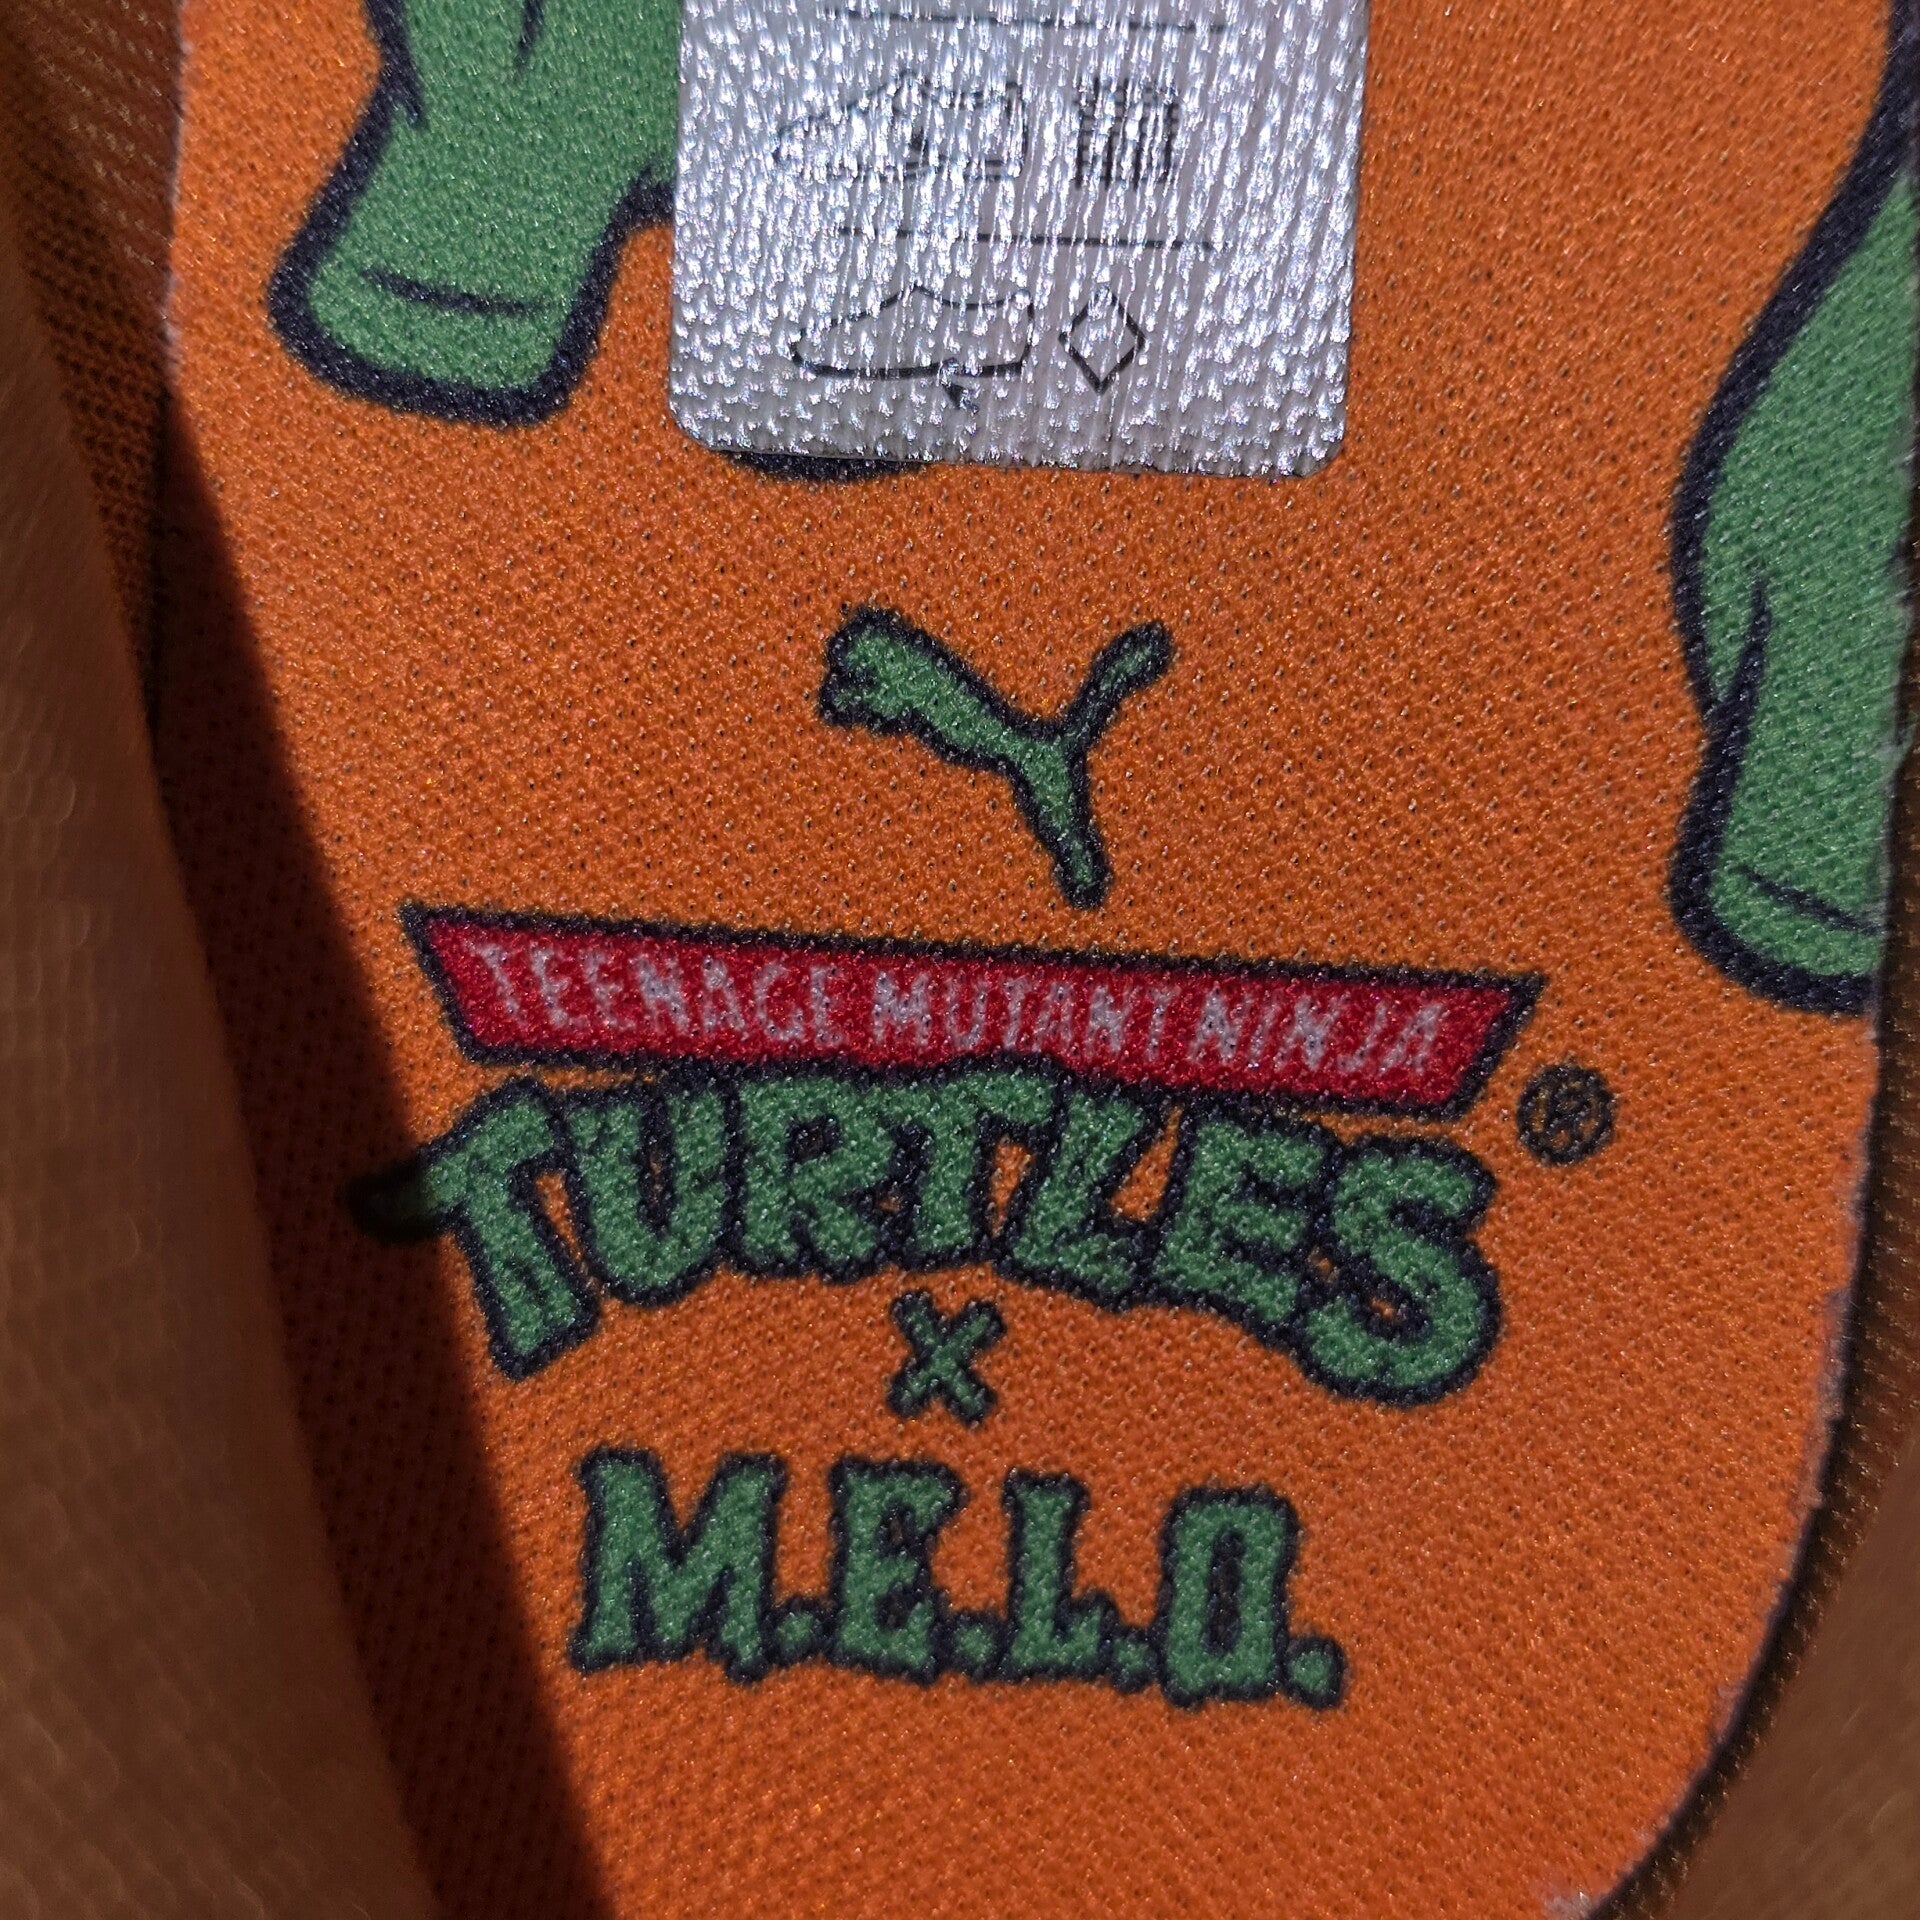 TEENAGE MUTANT NINJA
TURTLES ®
X
M.E.L.O.